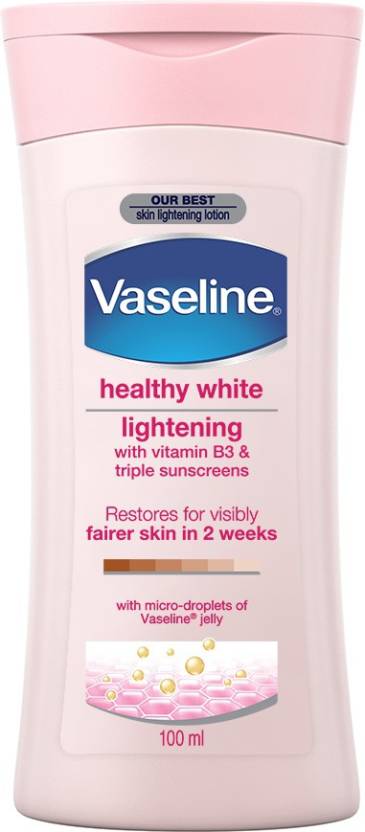 OUR BEST
skin lightening lotion
Vaseline®
healthy white
lightening
with vitamin B3 &
triple sunscreens
Restores for visibly
fairer skin in 2 weeks
with micro-droplets of
Vaseline® jelly
100 ml